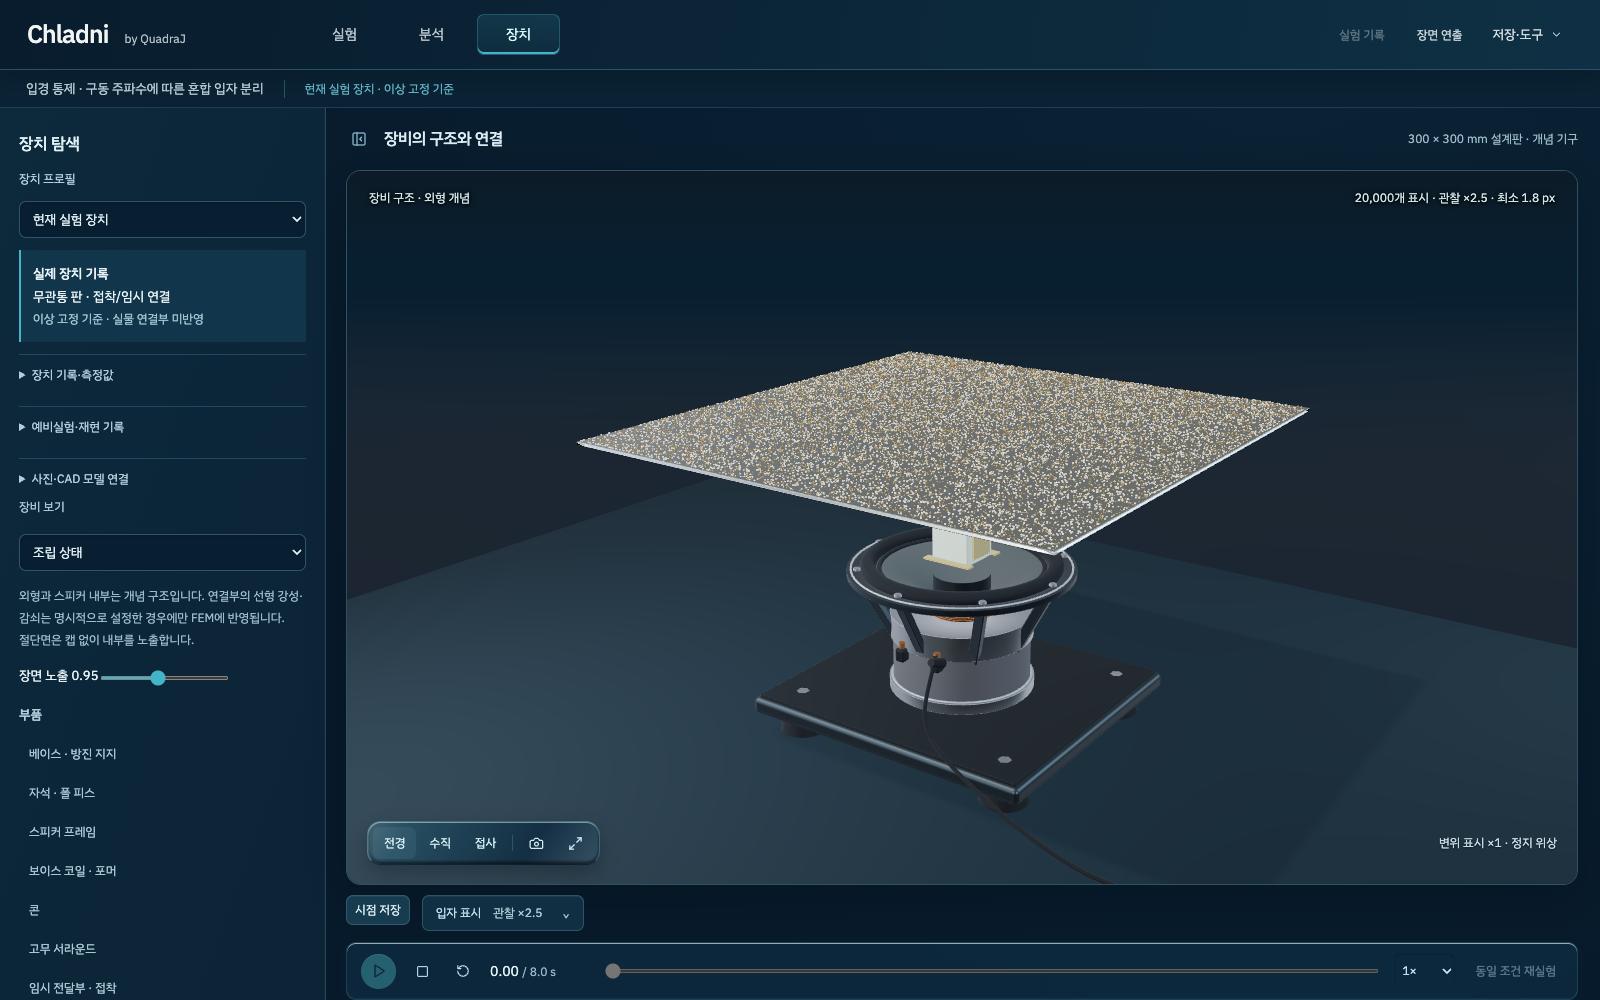 Chladni by QuadraJ
실험
분석
장치
실험 기록
장면 연출
저장·도구
입경 통제 · 구동 주파수에 따른 혼합 입자 분리
현재 실험 장치 · 이상 고정 기준
장치 탐색
장치 프로필
현재 실험 장치
실제 장치 기록
무관통 판 · 접착/임시 연결
이상 고정 기준 · 실물 연결부 미반영
장치 기록·측정값
예비실험·재현 기록
사진·CAD 모델 연결
장비 보기
조립 상태
외형과 스피커 내부는 개념 구조입니다. 연결부의 선형 강성·
감쇠는 명시적으로 설정한 경우에만 FEM에 반영됩니다.
절단면은 캡 없이 내부를 노출합니다.
장면 노출 0.95
부품
베이스 · 방진 지지
자석 · 폴 피스
스피커 프레임
보이스 코일 · 포머
콘
고무 서라운드
임시 전달부 · 접착
장비의 구조와 연결
300 × 300 mm 설계판 · 개념 기구
장비 구조 · 외형 개념
20,000개 표시 · 관찰 ×2.5 · 최소 1.8 px
전경
수직
접사
변위 표시 ×1 · 정지 위상
시점 저장
입자 표시 관찰 ×2.5
0.00 / 8.0 s
1×
동일 조건 재실험